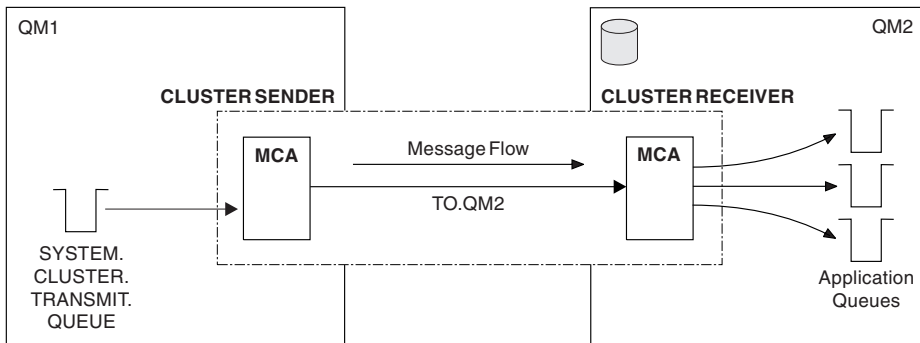 QM1
QM2
CLUSTER SENDER
CLUSTER RECEIVER
MCA
Message Flow
MCA
TO.QM2
SYSTEM.
CLUSTER.
TRANSMIT.
QUEUE
Application
Queues